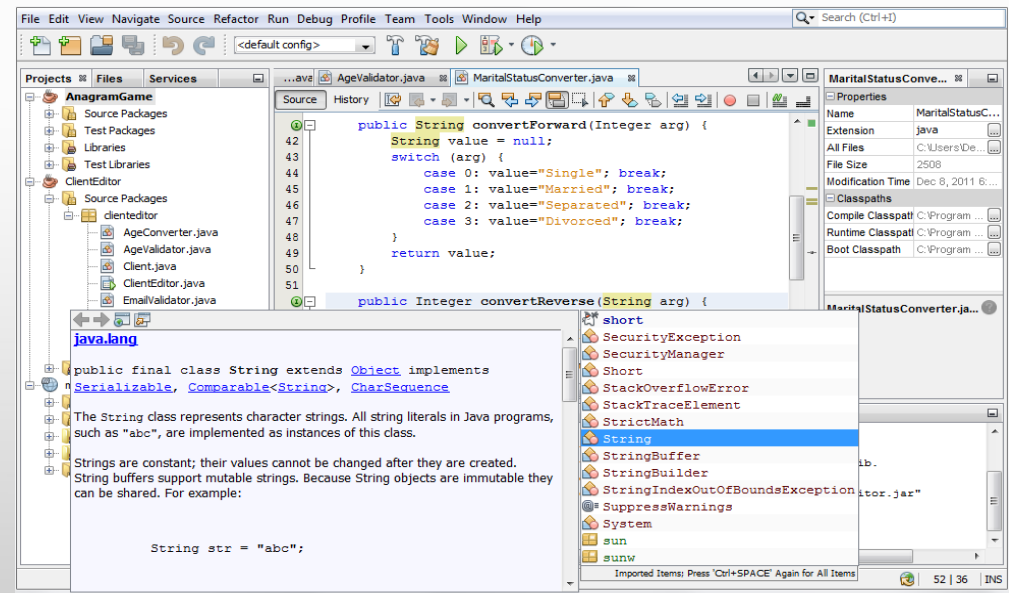 File Edit View Navigate Source Refactor Run Debug Profile Team Tools Window Help
Search (Ctrl+I)
<default config>
Projects Files Services
AnagramGame
Source Packages
Test Packages
Libraries
Test Libraries
ClientEditor
Source Packages
clienteditor
AgeConverter.java
AgeValidator.java
Client.java
ClientEditor.java
EmailValidator.java
...ava AgeValidator.java MaritalStatusConverter.java
Source History
public String convertForward(Integer arg) {
42 String value = null;
43 switch (arg) {
44 case 0: value="Single"; break;
45 case 1: value="Married"; break;
46 case 2: value="Separated"; break;
47 case 3: value="Divorced"; break;
48 }
49 return value;
50 }
51
public Integer convertReverse(String arg) {
MaritalStatusConve...
Properties
Name MaritalStatusC...
Extension java ...
All Files C:\Users\De... ...
File Size 2508
Modification Time Dec 8, 2011 6:...
Classpaths
Compile Classpath C:\Program ... ...
Runtime Classpath C:\Program ... ...
Boot Classpath C:\Program ... ...
MaritalStatusConverter.ja...
java.lang
public final class String extends Object implements
Serializable, Comparable<String>, CharSequence
The String class represents character strings. All string literals in Java programs,
such as "abc", are implemented as instances of this class.
Strings are constant; their values cannot be changed after they are created.
String buffers support mutable strings. Because String objects are immutable they
can be shared. For example:
String str = "abc";
short
SecurityException
SecurityManager
Short
StackOverflowError
StackTraceElement
StrictMath
String
StringBuffer
StringBuilder
StringIndexOutOfBoundsException
SuppressWarnings
System
sun
sunw
Imported Items; Press 'Ctrl+SPACE' Again for All Items
ib.
itor.jar"
52 | 36 INS